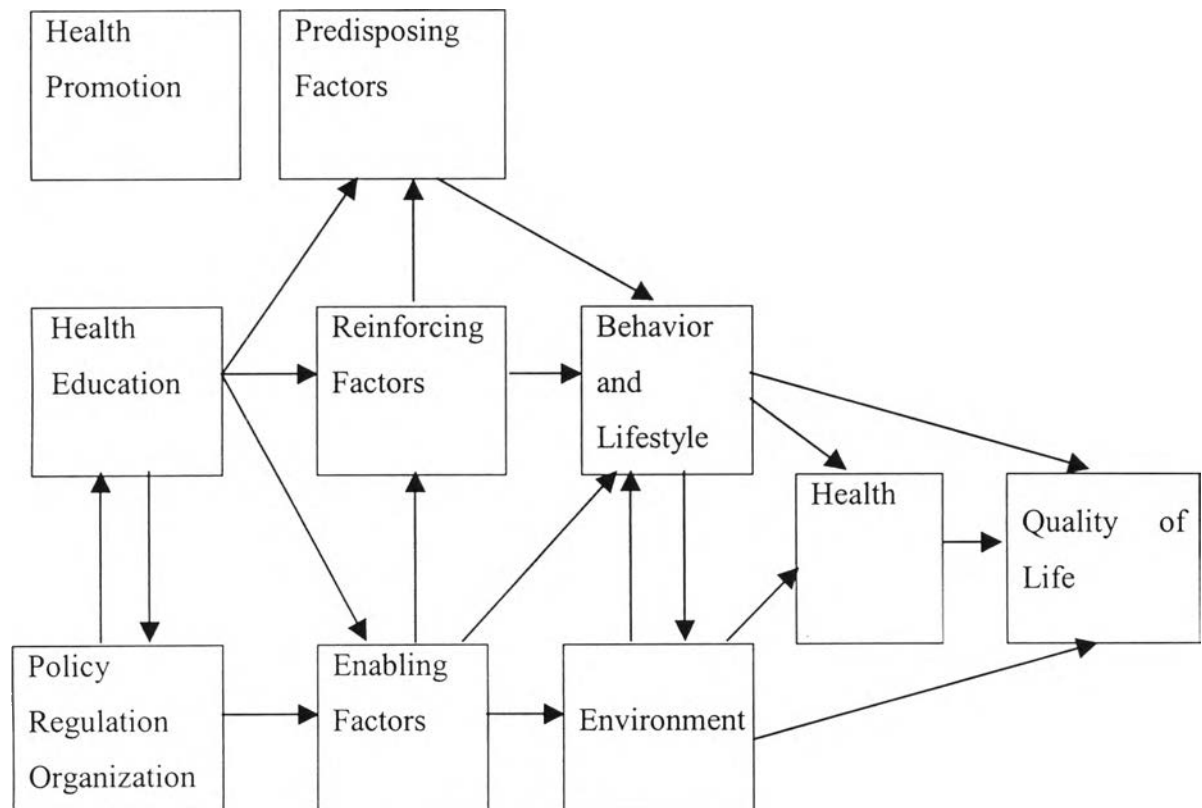 Health
Promotion
Predisposing
Factors
Health
Education
Reinforcing
Factors
Behavior
and
Lifestyle
Health
Quality of
Life
Policy
Regulation
Organization
Enabling
Factors
Environment